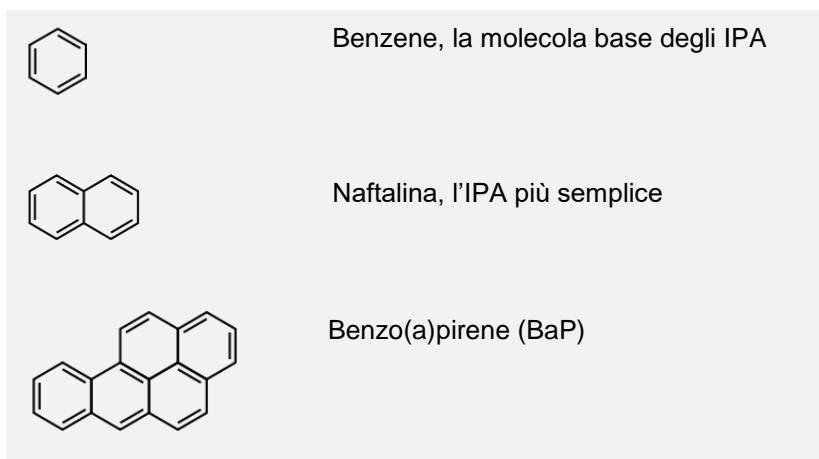 Benzene, la molecola base degli IPA
Naftalina, l’IPA più semplice
Benzo(a)pirene (BaP)